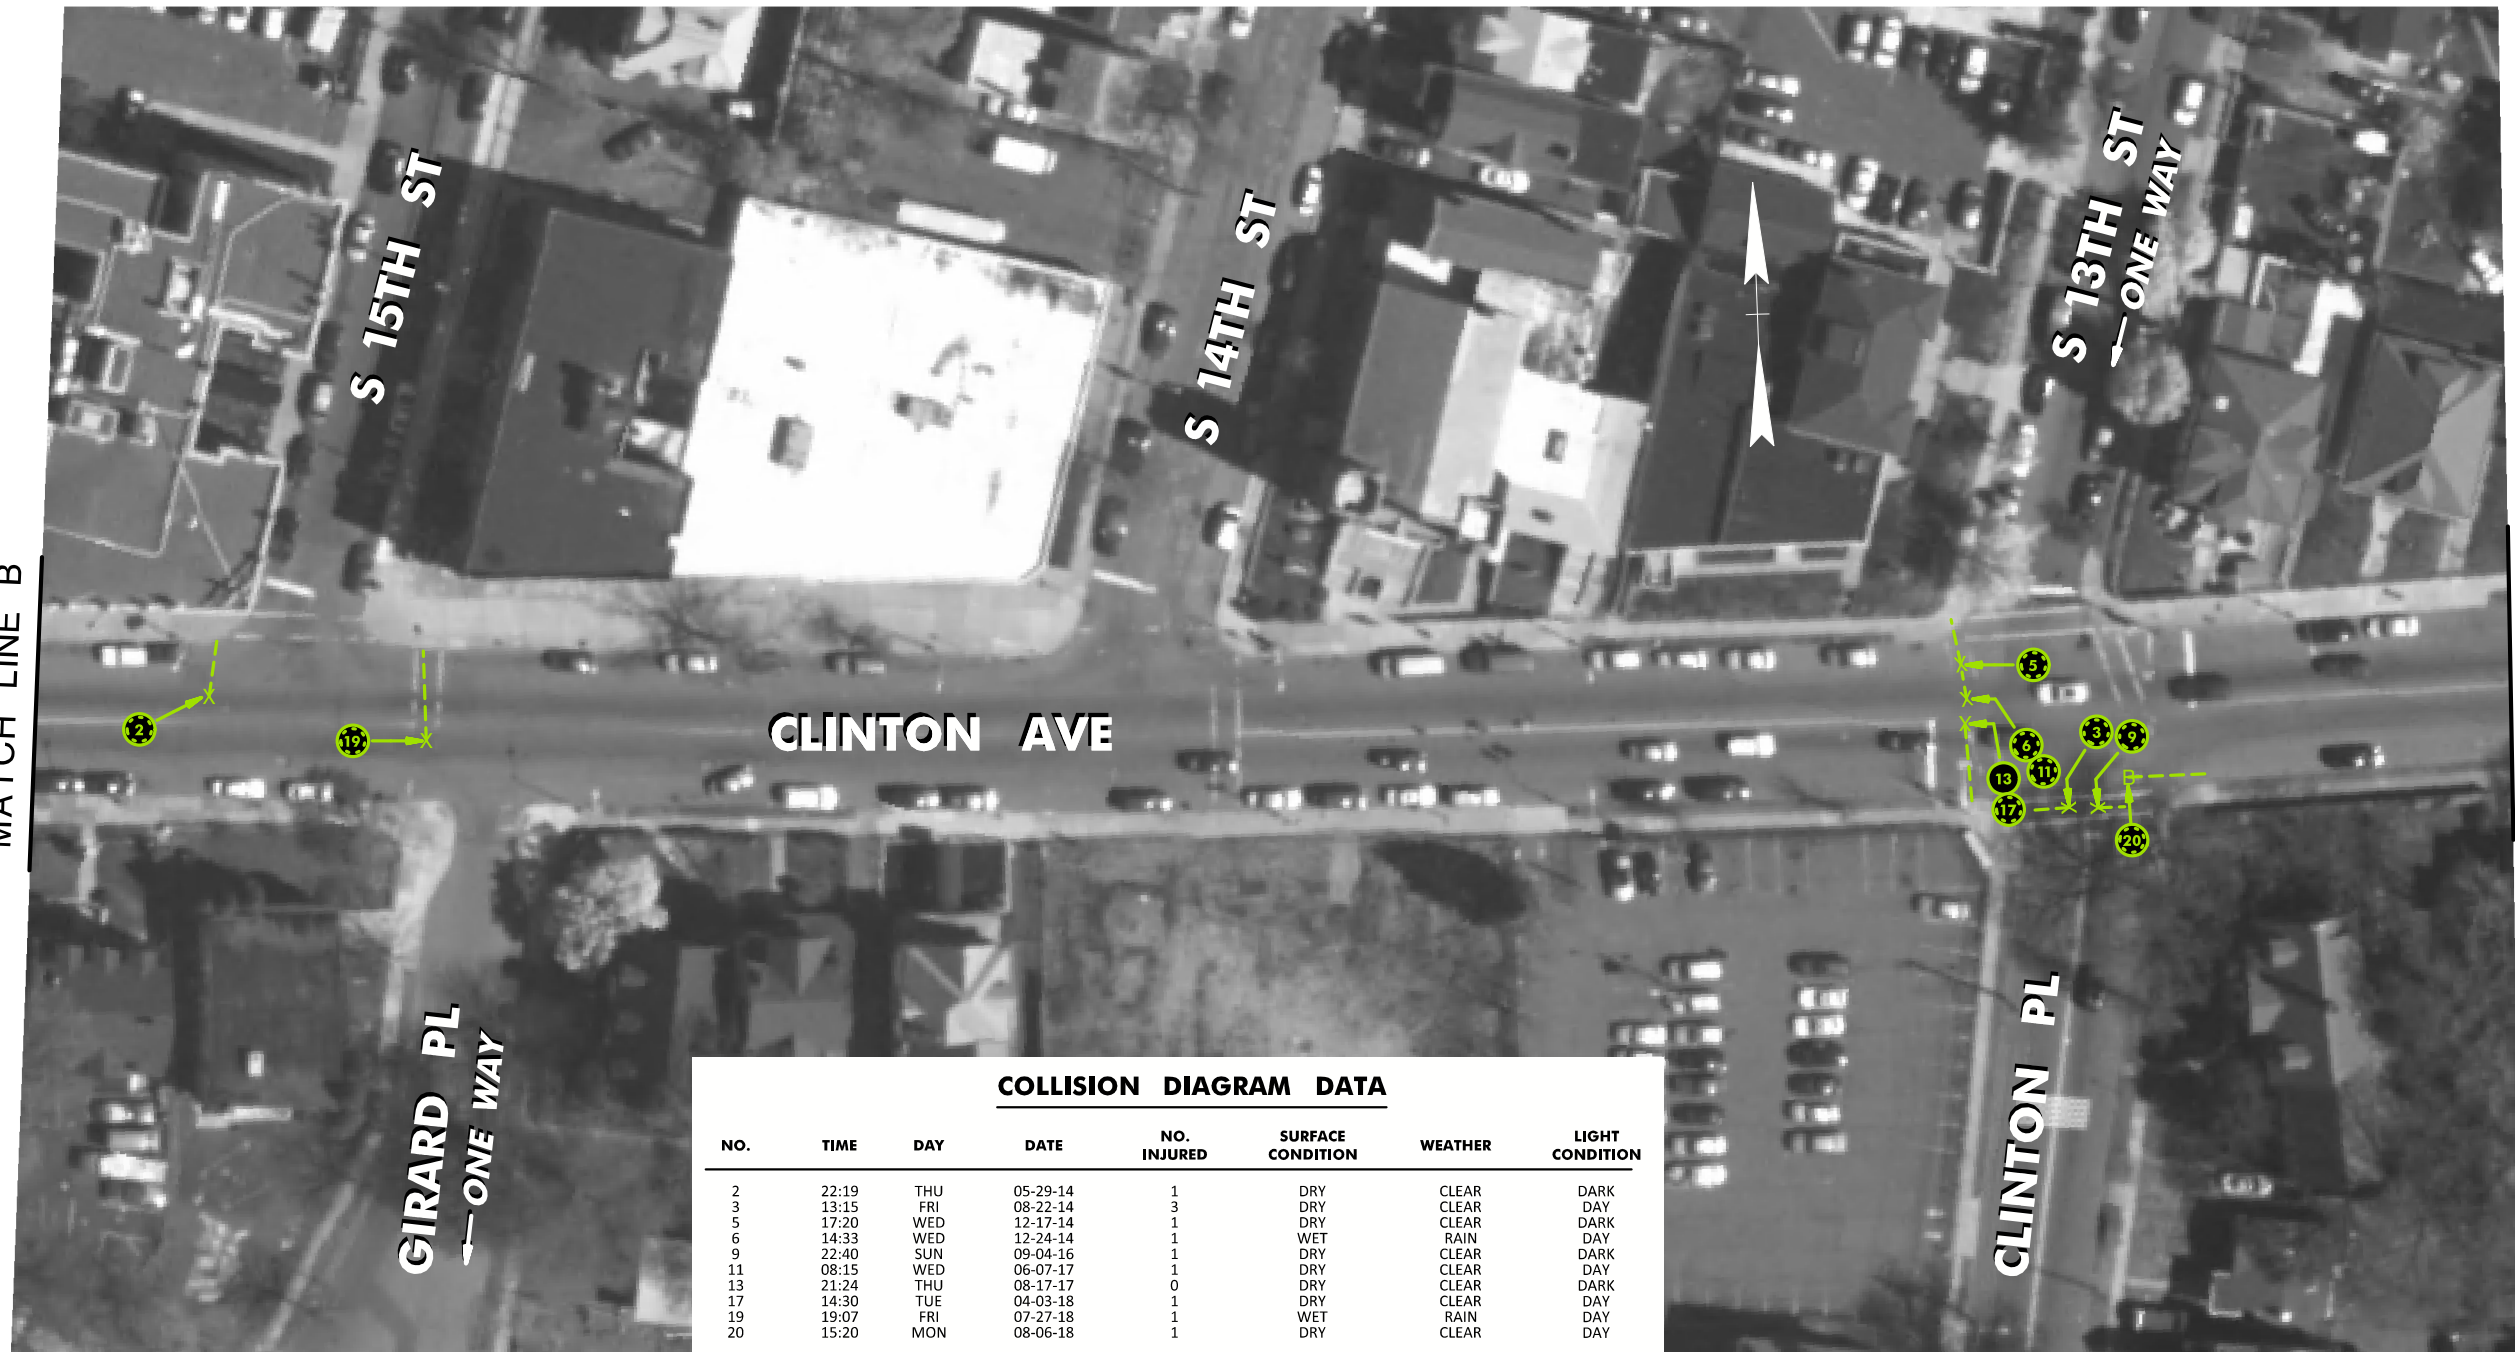 MATCH LINE B
S 15TH ST
S 14TH ST
S 13TH ST
ONE WAY
CLINTON AVE
2
19
5
6
11
13
17
3
9
B
20
GIRARD PL
ONE WAY
CLINTON PL
COLLISION DIAGRAM DATA
NO. TIME DAY DATE NO. INJURED SURFACE CONDITION WEATHER LIGHT CONDITION
2 22:19 THU 05-29-14 1 DRY CLEAR DARK
3 13:15 FRI 08-22-14 3 DRY CLEAR DAY
5 17:20 WED 12-17-14 1 DRY CLEAR DARK
6 14:33 WED 12-24-14 1 WET RAIN DAY
9 22:40 SUN 09-04-16 1 DRY CLEAR DARK
11 08:15 WED 06-07-17 1 DRY CLEAR DAY
13 21:24 THU 08-17-17 0 DRY CLEAR DARK
17 14:30 TUE 04-03-18 1 DRY CLEAR DAY
19 19:07 FRI 07-27-18 1 WET RAIN DAY
20 15:20 MON 08-06-18 1 DRY CLEAR DAY